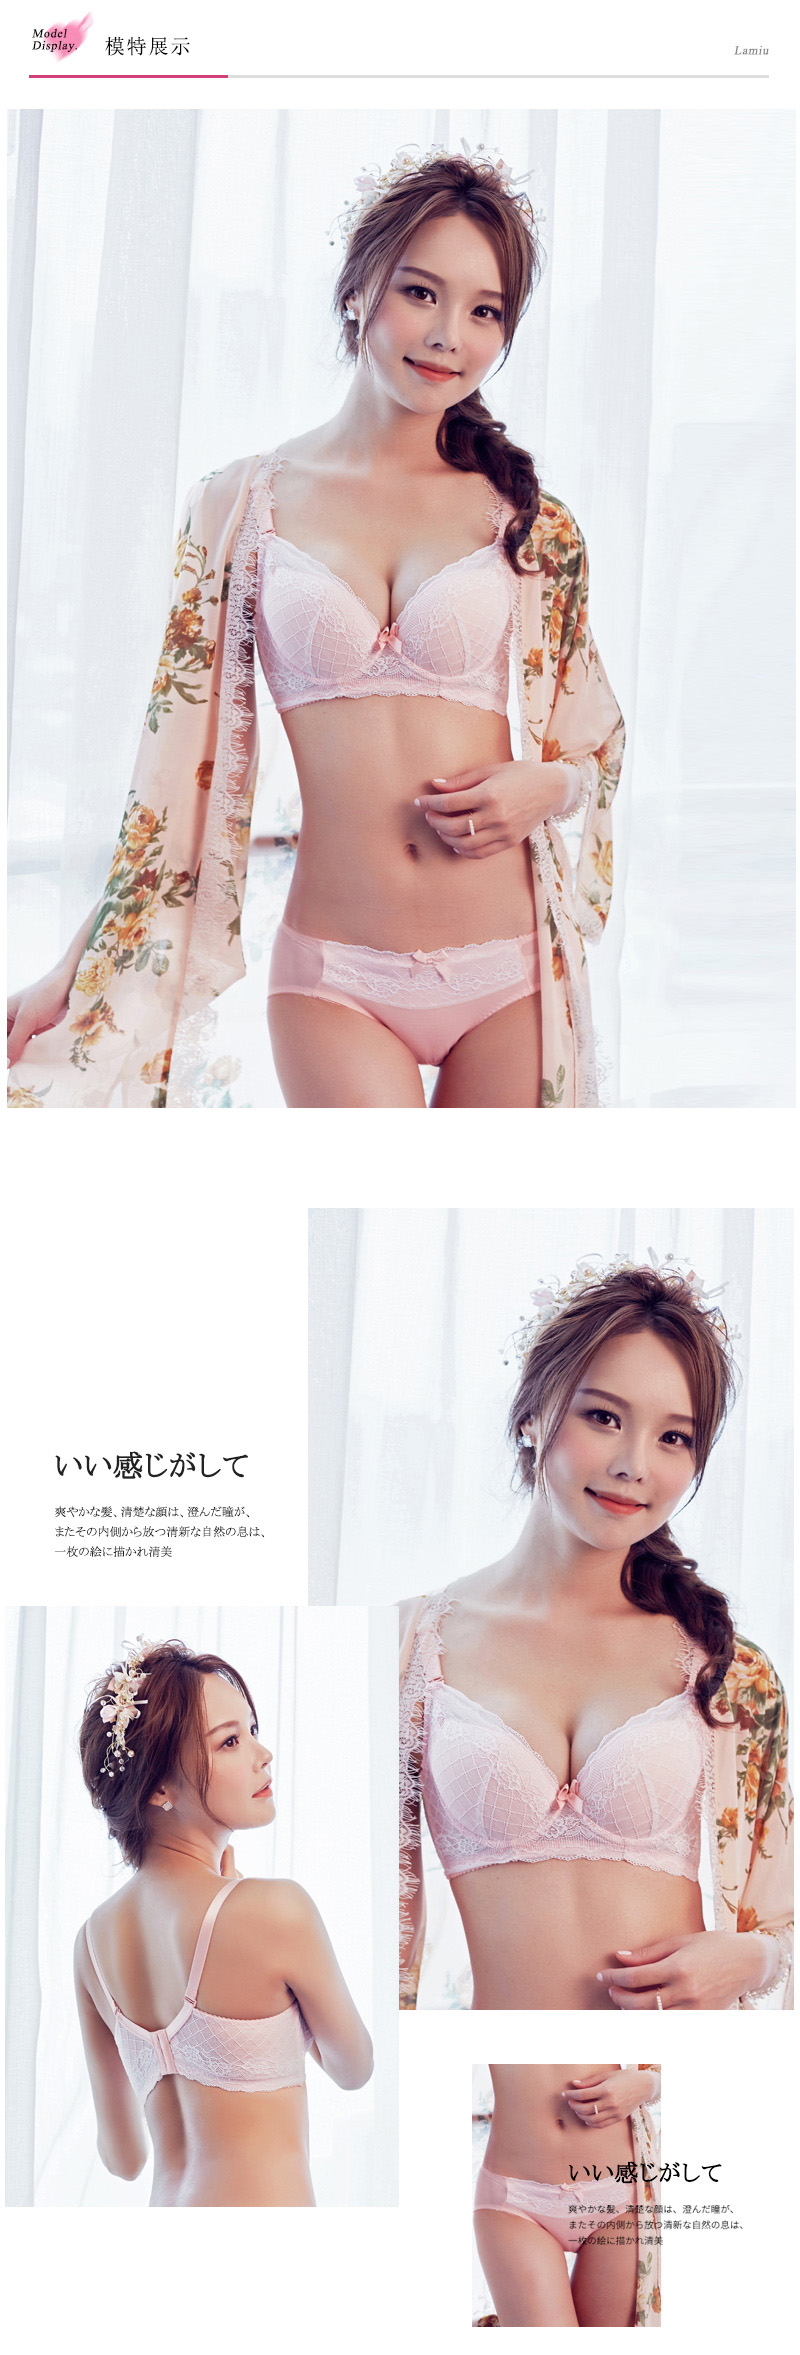 Model
Display.
模特展示
Lamiu
いい感じがして
爽やかな髪、清楚な顔は、澄んだ瞳が、
またその内側から放つ清新な自然の息は、
一枚の絵に描かれ清美
いい感じがして
爽やかな髪、清楚な顔は、澄んだ瞳が、
またその内側から放つ清新な自然の息は、
一枚の絵に描かれ清美